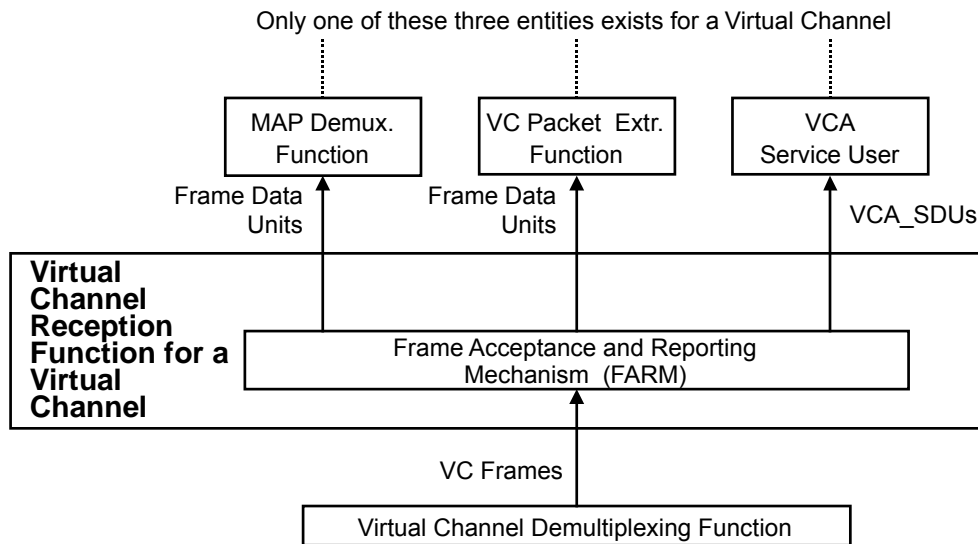 Only one of these three entities exists for a Virtual Channel
MAP Demux.
Function
VC Packet Extr.
Function
VCA
Service User
Frame Data
Units
Frame Data
Units
VCA_SDUs
Virtual
Channel
Reception
Function for a
Virtual
Channel
Frame Acceptance and Reporting
Mechanism (FARM)
VC Frames
Virtual Channel Demultiplexing Function